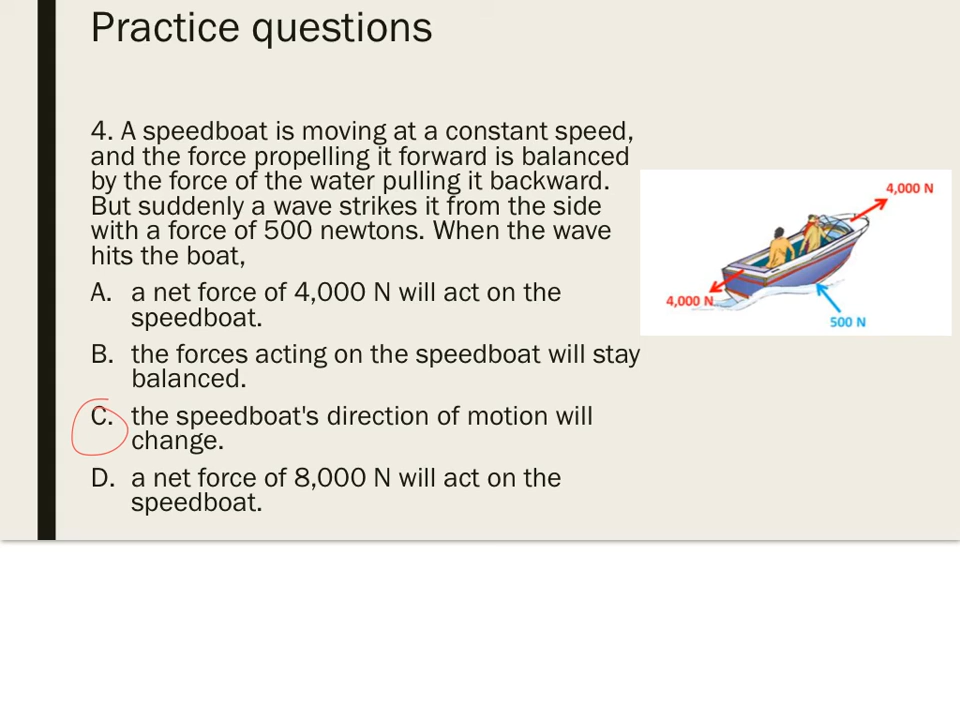 Practice questions
4. A speedboat is moving at a constant speed,
and the force propelling it forward is balanced
by the force of the water pulling it backward.
But suddenly a wave strikes it from the side
with a force of 500 newtons. When the wave
hits the boat,
A. a net force of 4,000 N will act on the
speedboat.
B. the forces acting on the speedboat will stay
balanced.
C. the speedboat's direction of motion will
change.
D. a net force of 8,000 N will act on the
speedboat.
4,000 N
4,000 N
500 N